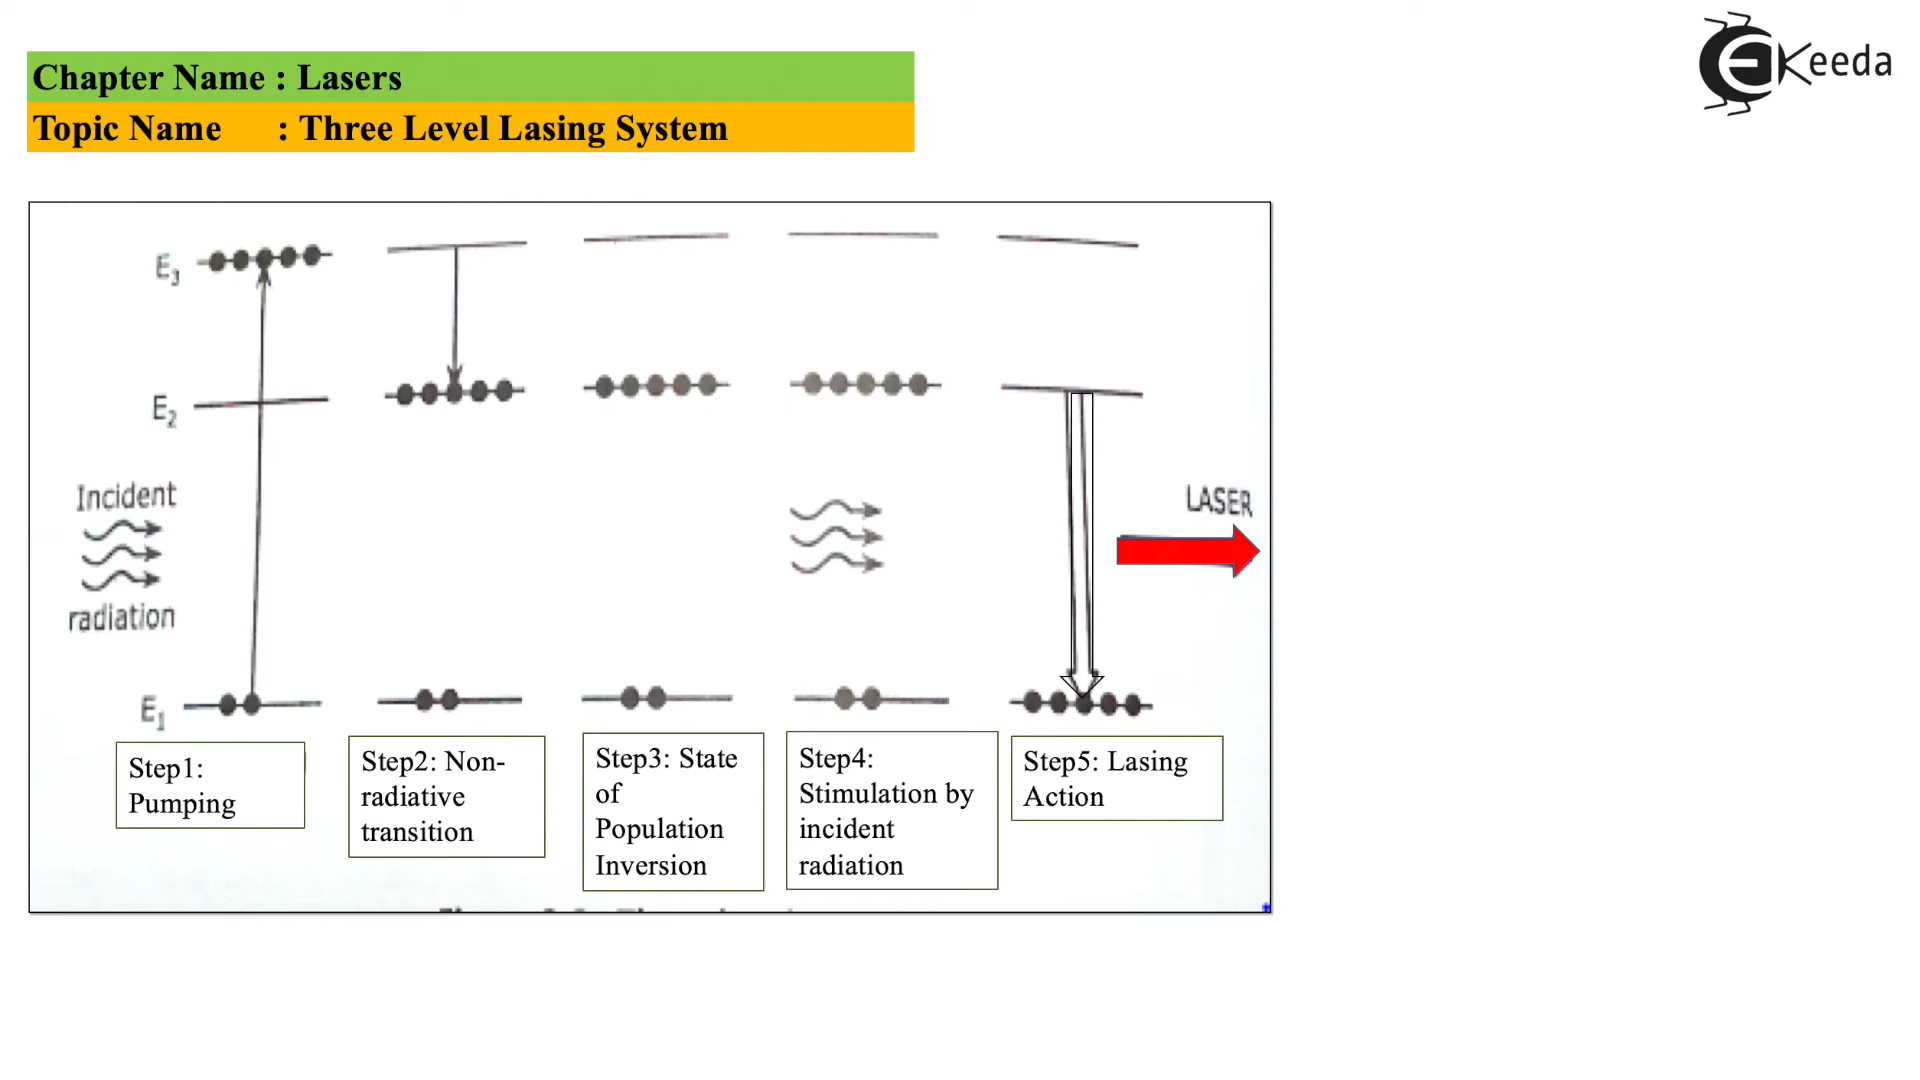 Chapter Name : Lasers
Topic Name : Three Level Lasing System
EKeeda
E3
E2
Incident
radiation
LASER
E1
Step1:
Pumping
Step2: Non-
radiative
transition
Step3: State
of
Population
Inversion
Step4:
Stimulation by
incident
radiation
Step5: Lasing
Action